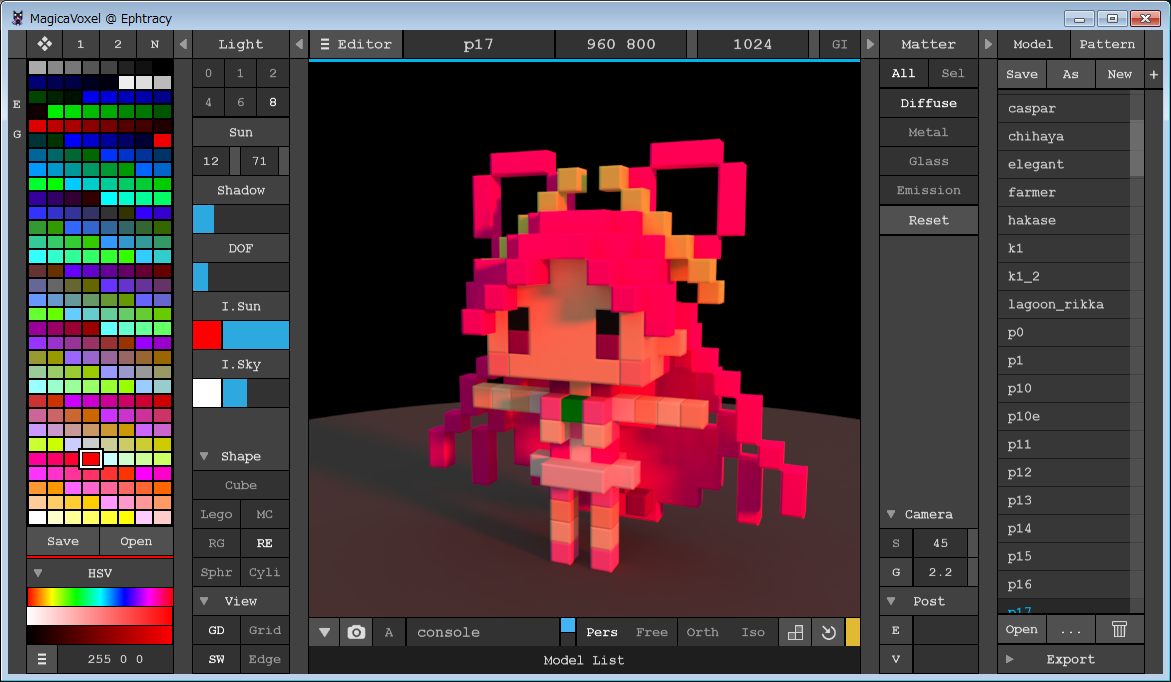 MagicaVoxel @ Ephtracy
1 2 N
Light
Editor p17 960 800 1024 GI
Matter
Model Pattern
E
G
Save Open
HSV
255 0 0
0 1 2
4 6 8
Sun
12 71
Shadow
DOF
I.Sun
I.Sky
Shape
Cube
Lego MC
RG RE
Sphr Cyli
View
GD Grid
SW Edge
A console Pers Free Orth Iso
Model List
All Sel
Diffuse
Metal
Glass
Emission
Reset
Camera
S 45
G 2.2
Post
E
V
Save As New +
caspar
chihaya
elegant
farmer
hakase
k1
k1_2
lagoon_rikka
p0
p1
p10
p10e
p11
p12
p13
p14
p15
p16
p17
Open ...
Export